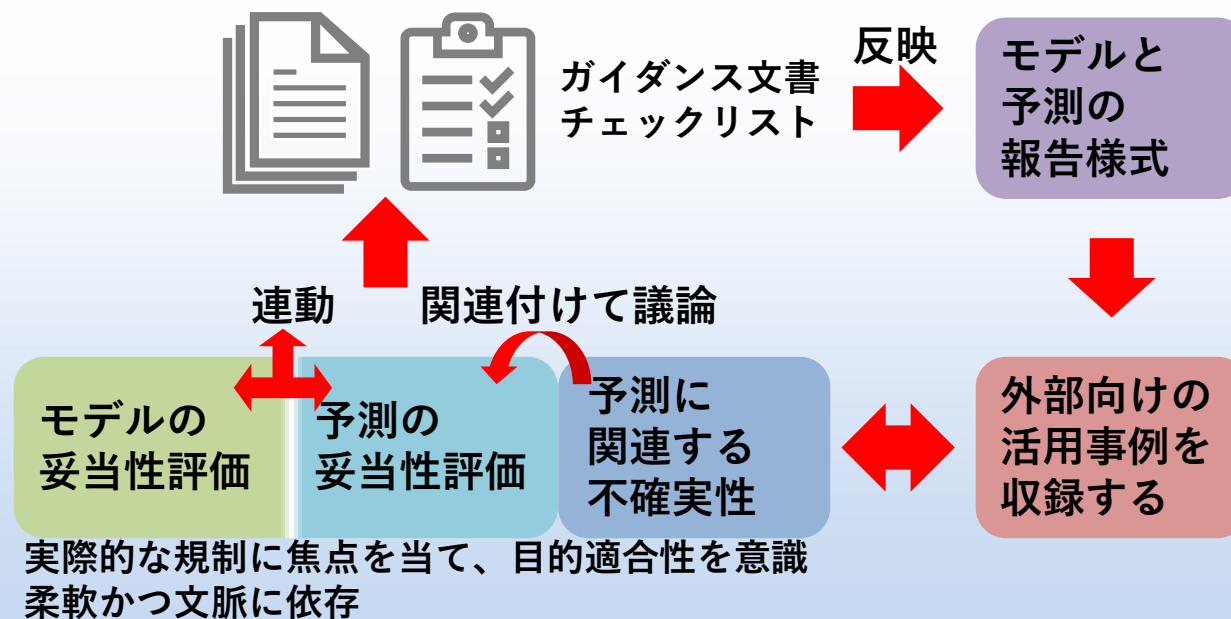 ガイダンス文書
チェックリスト
反映
モデルと
予測の
報告様式
連動
関連付けて議論
モデルの
妥当性評価
予測の
妥当性評価
予測に
関連する
不確実性
外部向けの
活用事例を
収録する
実際的な規制に焦点を当て、目的適合性を意識
柔軟かつ文脈に依存